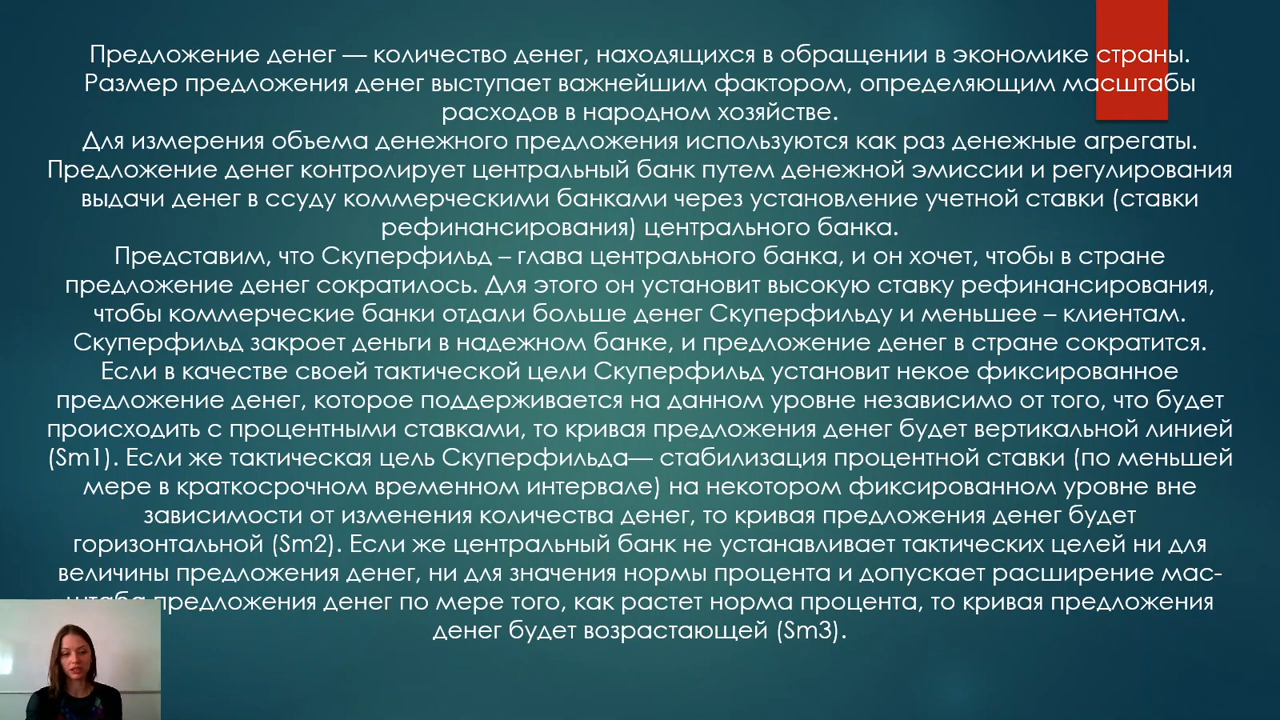 Предложение денег — количество денег, находящихся в обращении в экономике страны.
Размер предложения денег выступает важнейшим фактором, определяющим масштабы
расходов в народном хозяйстве.
Для измерения объема денежного предложения используются как раз денежные агрегаты.
Предложение денег контролирует центральный банк путем денежной эмиссии и регулирования
выдачи денег в ссуду коммерческими банками через установление учетной ставки (ставки
рефинансирования) центрального банка.
Представим, что Скуперфильд – глава центрального банка, и он хочет, чтобы в стране
предложение денег сократилось. Для этого он установит высокую ставку рефинансирования,
чтобы коммерческие банки отдали больше денег Скуперфильду и меньшее – клиентам.
Скуперфильд закроет деньги в надежном банке, и предложение денег в стране сократится.
Если в качестве своей тактической цели Скуперфильд установит некое фиксированное
предложение денег, которое поддерживается на данном уровне независимо от того, что будет
происходить с процентными ставками, то кривая предложения денег будет вертикальной линией
(Sm1). Если же тактическая цель Скуперфильда— стабилизация процентной ставки (по меньшей
мере в краткосрочном временном интервале) на некотором фиксированном уровне вне
зависимости от изменения количества денег, то кривая предложения денег будет
горизонтальной (Sm2). Если же центральный банк не устанавливает тактических целей ни для
величины предложения денег, ни для значения нормы процента и допускает расширение мас-
штаба предложения денег по мере того, как растет норма процента, то кривая предложения
денег будет возрастающей (Sm3).